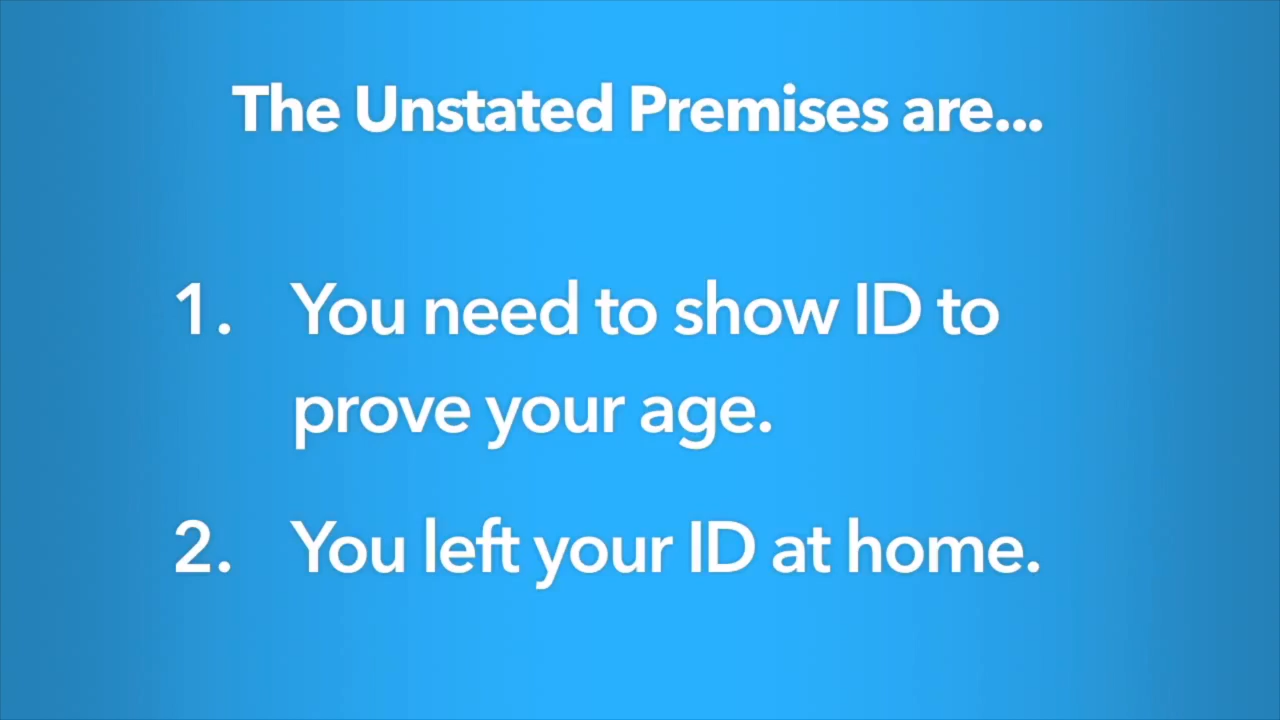 The Unstated Premises are...
1. You need to show ID to
prove your age.
2. You left your ID at home.